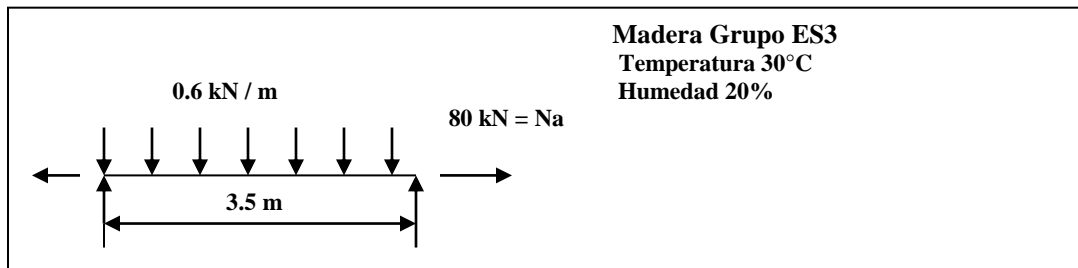 Madera Grupo ES3
Temperatura 30°C
Humedad 20%
0.6 kN / m
80 kN = Na
3.5 m